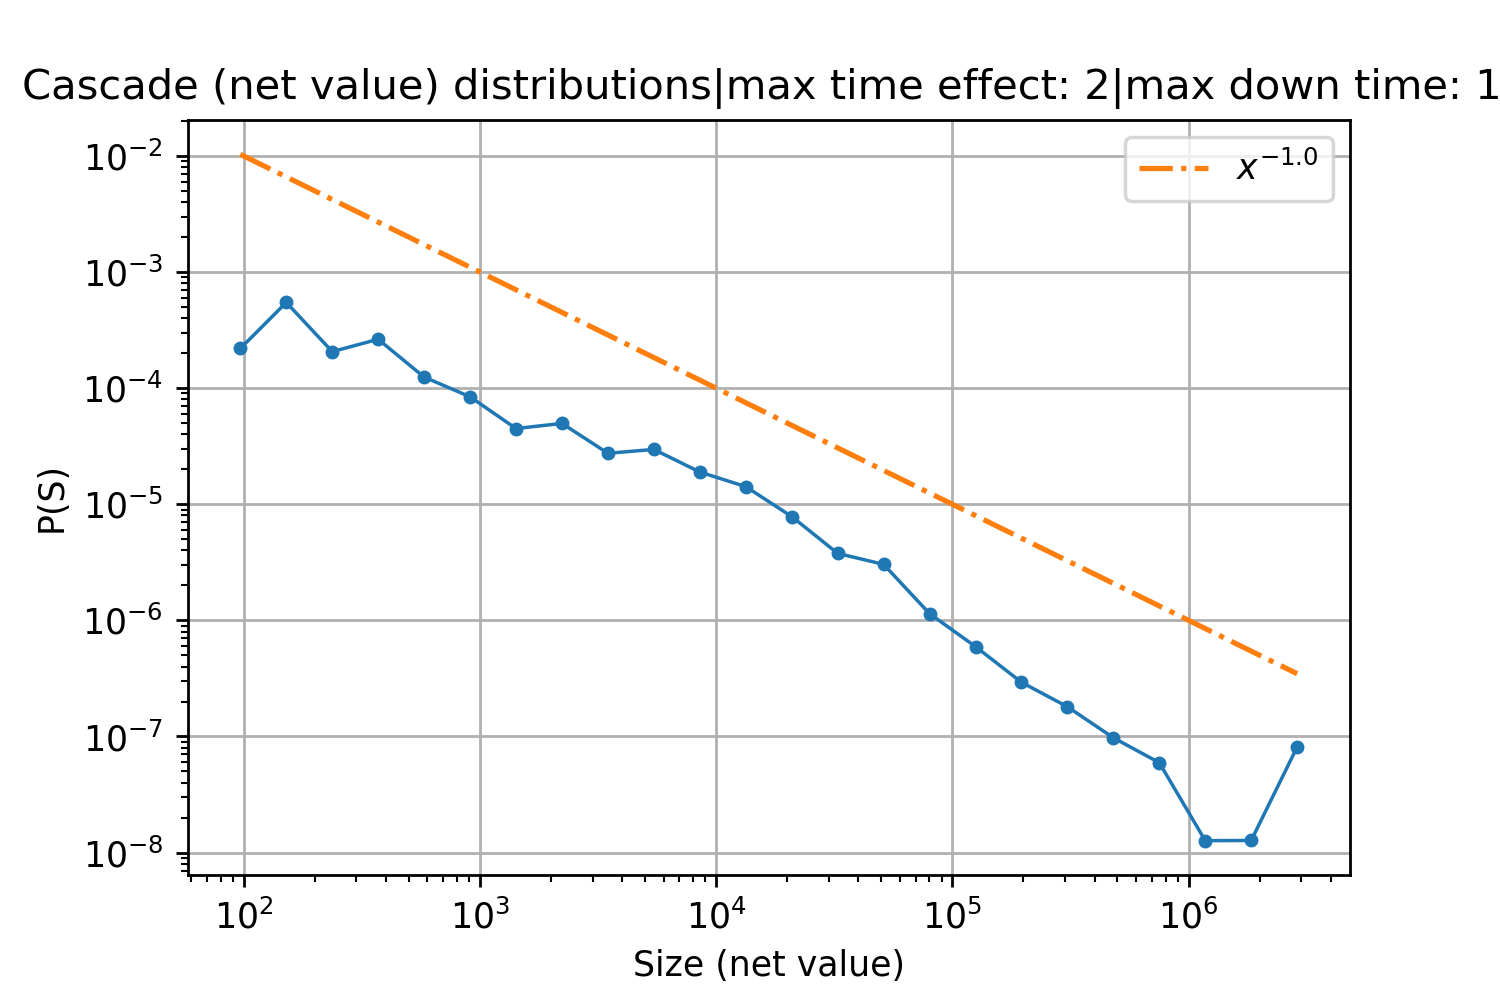 Cascade (net value) distributions|max time effect: 2|max down time: 1
x^{-1.0}
10^{-2}
10^{-3}
10^{-4}
10^{-5}
10^{-6}
10^{-7}
10^{-8}
P(S)
10^2 10^3 10^4 10^5 10^6
Size (net value)